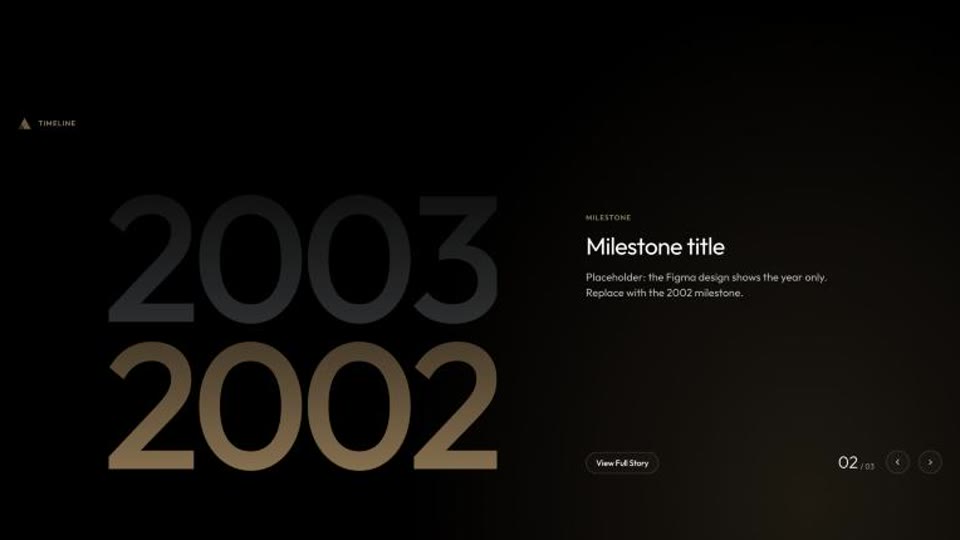 TIMELINE
2003
2002
MILESTONE
Milestone title
Placeholder: the Figma design shows the year only.
Replace with the 2002 milestone.
View Full Story
02 / 03